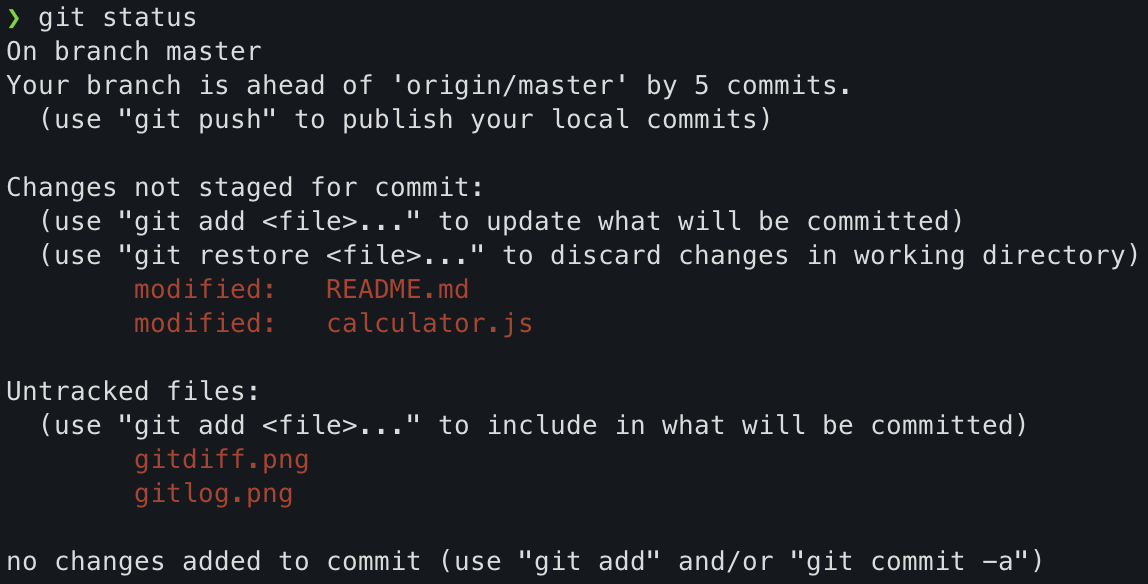 ❯ git status
On branch master
Your branch is ahead of 'origin/master' by 5 commits.
  (use "git push" to publish your local commits)

Changes not staged for commit:
  (use "git add <file>..." to update what will be committed)
  (use "git restore <file>..." to discard changes in working directory)
        modified:   README.md
        modified:   calculator.js

Untracked files:
  (use "git add <file>..." to include in what will be committed)
        gitdiff.png
        gitlog.png

no changes added to commit (use "git add" and/or "git commit -a")